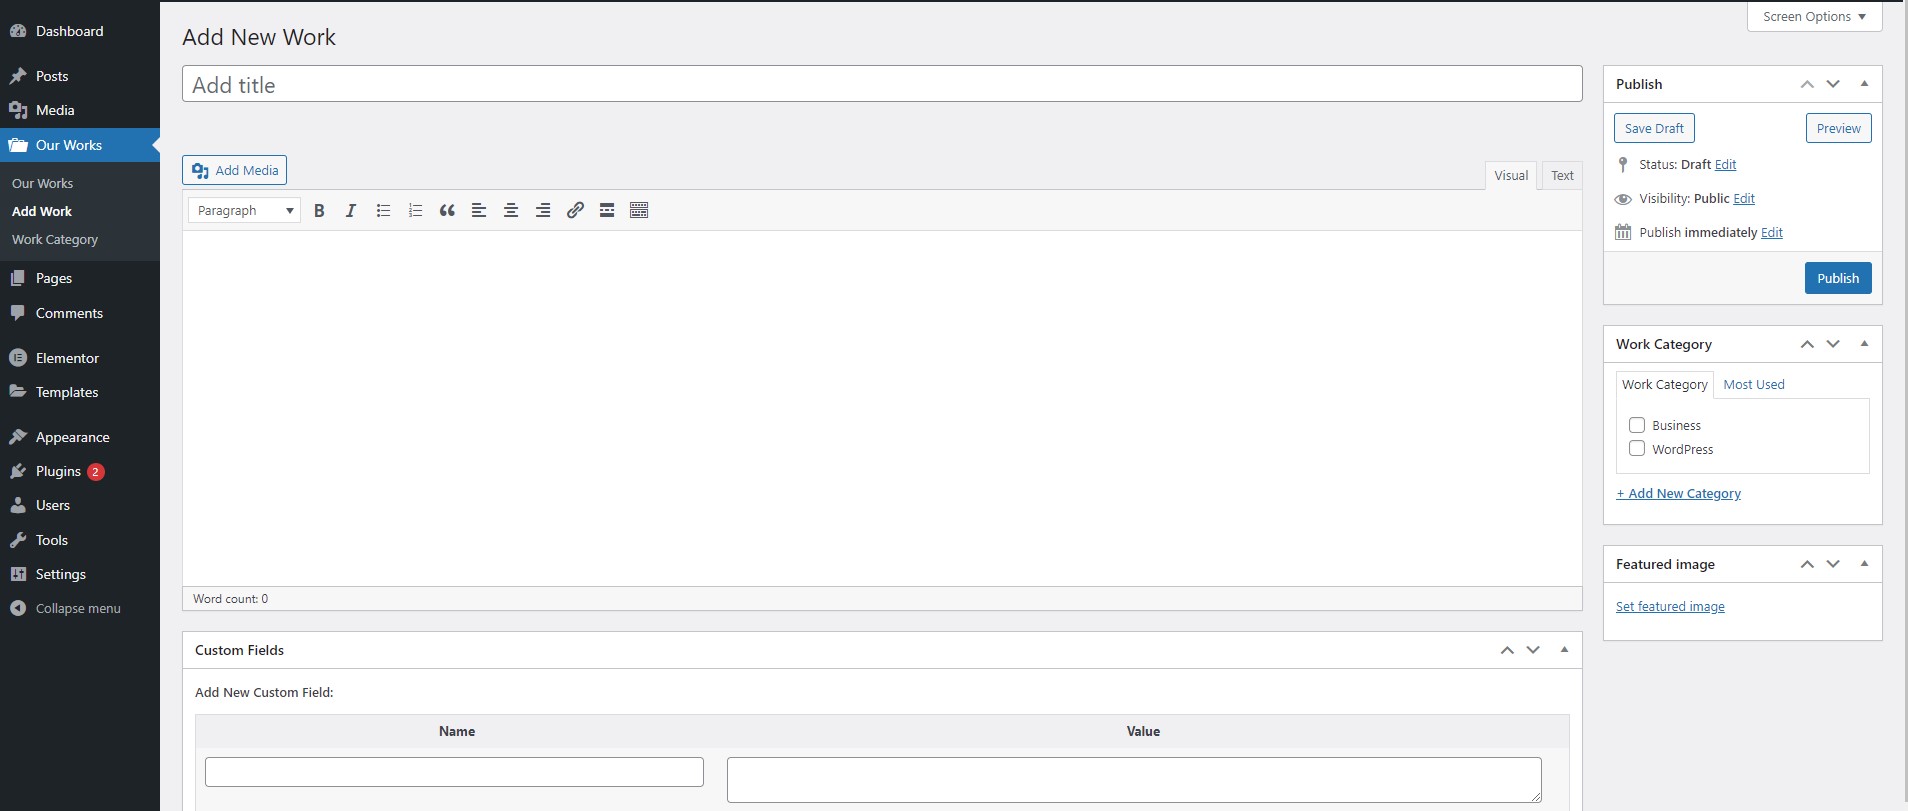 Dashboard
Posts
Media
Our Works
Our Works
Add Work
Work Category
Pages
Comments
Elementor
Templates
Appearance
Plugins 2
Users
Tools
Settings
Collapse menu
Screen Options
Add New Work
Add title
Add Media
Visual Text
Paragraph
Word count: 0
Custom Fields
Add New Custom Field:
Name Value
Publish
Save Draft Preview
Status: Draft Edit
Visibility: Public Edit
Publish immediately Edit
Publish
Work Category
Work Category Most Used
Business
WordPress
+ Add New Category
Featured image
Set featured image